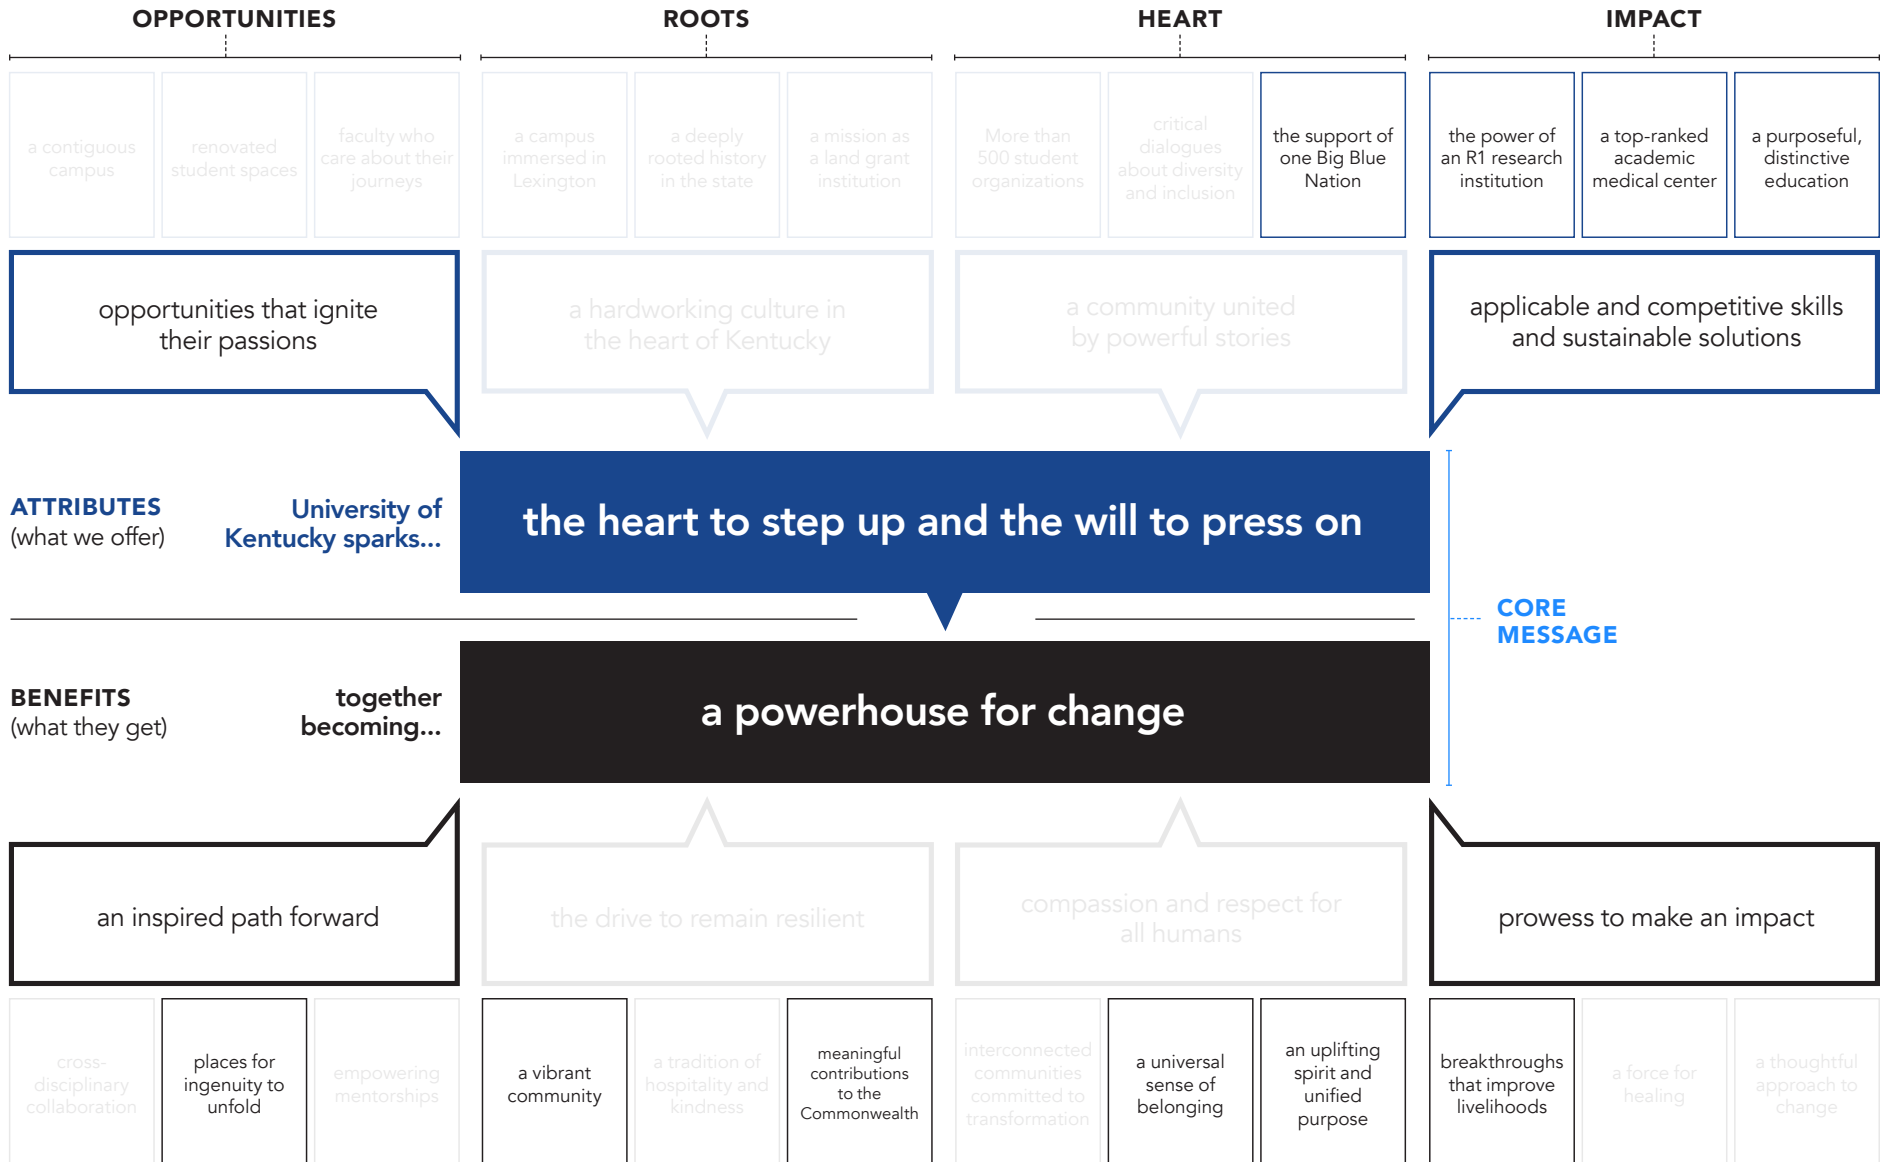 OPPORTUNITIES
ROOTS
HEART
IMPACT
a contiguous
campus
renovated
student spaces
faculty who
care about their
journeys
a campus
immersed in
Lexington
a deeply
rooted history
in the state
a mission as
a land grant
institution
More than
500 student
organizations
critical
dialogues
about diversity
and inclusion
the support of
one Big Blue
Nation
the power of
an R1 research
institution
a top-ranked
academic
medical center
a purposeful,
distinctive
education
opportunities that ignite
their passions
a hardworking culture in
the heart of Kentucky
a community united
by powerful stories
applicable and competitive skills
and sustainable solutions
ATTRIBUTES
(what we offer)
University of
Kentucky sparks...
the heart to step up and the will to press on
CORE
MESSAGE
BENEFITS
(what they get)
together
becoming...
a powerhouse for change
an inspired path forward
the drive to remain resilient
compassion and respect for
all humans
prowess to make an impact
cross-
disciplinary
collaboration
places for
ingenuity to
unfold
empowering
mentorships
a vibrant
community
a tradition of
hospitality and
kindness
meaningful
contributions
to the
Commonwealth
interconnected
communities
committed to
transformation
a universal
sense of
belonging
an uplifting
spirit and
unified
purpose
breakthroughs
that improve
livelihoods
a force for
healing
a thoughtful
approach to
change